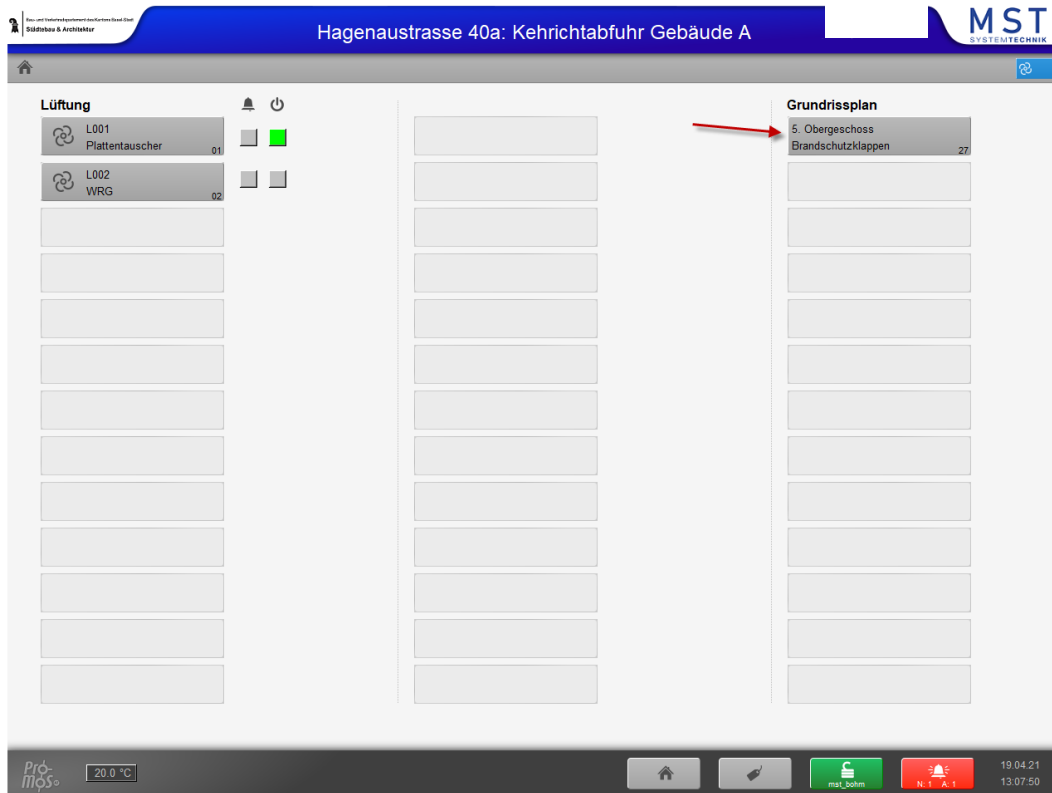 Bau- und Verkehrsdepartement des Kantons Basel-Stadt
Städtebau & Architektur
Hagenaustrasse 40a: Kehrichtabfuhr Gebäude A
MST
SYSTEMTECHNIK
Lüftung
L001
Plattentauscher
01
L002
WRG
02
Grundrissplan
5. Obergeschoss
Brandschutzklappen
27
Pro-
mos
20.0 °C
mst_bohm
N: 1 A: 1
19.04.21
13:07:50